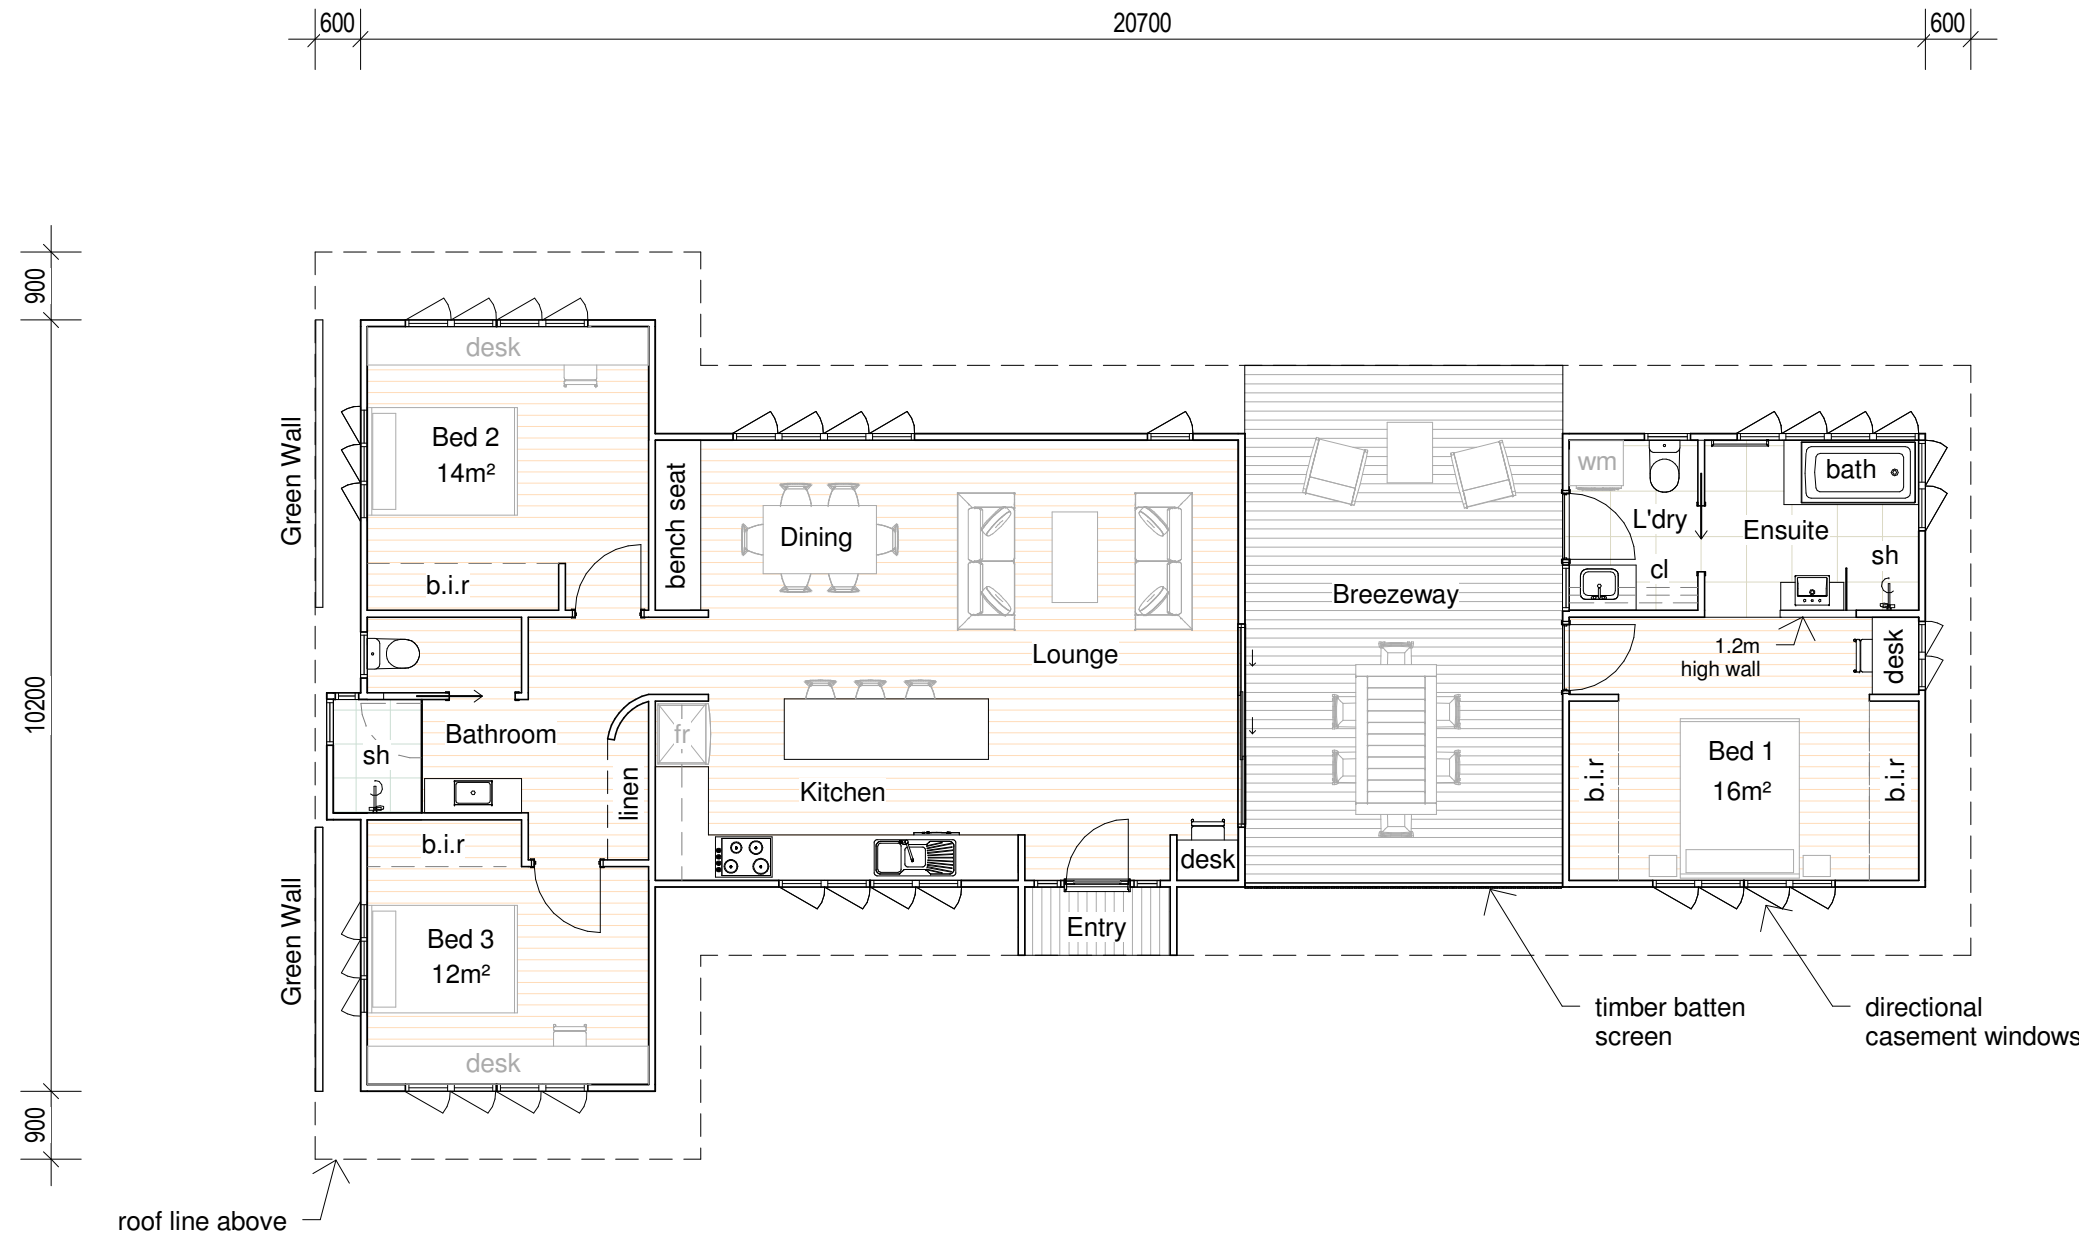 600
20700
600
900
10200
900
Green Wall
Green Wall
desk
Bed 2
14m²
b.i.r
bench seat
Dining
Lounge
Breezeway
wm
L'dry
cl
Ensuite
bath
sh
1.2m
high wall
desk
Bathroom
sh
linen
fr
Kitchen
b.i.r
Bed 1
16m²
b.i.r
b.i.r
desk
Entry
Bed 3
12m²
desk
timber batten
screen
directional
casement windows
roof line above